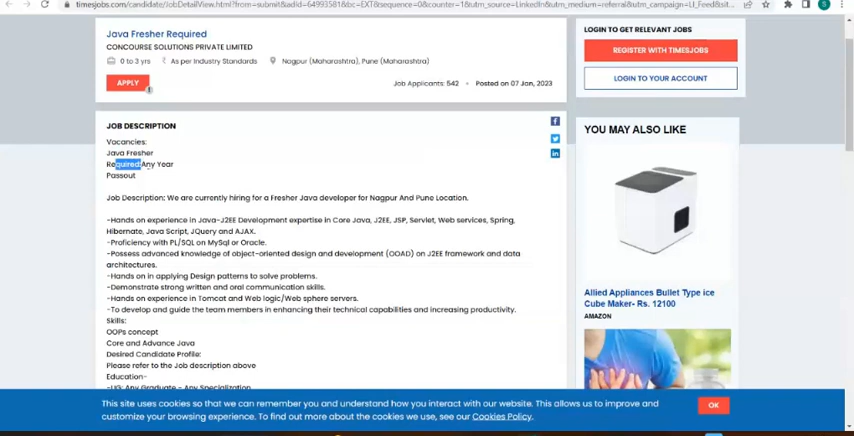 timesjobs.com/candidate/JobDetailView.html?from=submit&adid=64993581&bc=EXT&sequence=0&counter=1&utm_source=LinkedIn&utm_medium=referral&utm_campaign=LI_Feed&sit...
S
Java Fresher Required
CONCOURSE SOLUTIONS PRIVATE LIMITED
0 to 3 yrs
As per Industry Standards
Nagpur (Maharashtra), Pune (Maharashtra)
APPLY
Job Applicants: 542
Posted on 07 Jan, 2023
LOGIN TO GET RELEVANT JOBS
REGISTER WITH TIMESJOBS
LOGIN TO YOUR ACCOUNT
JOB DESCRIPTION
Vacancies:
Java Fresher
Required:Any Year
Passout
Job Description: We are currently hiring for a Fresher Java developer for Nagpur And Pune Location.
-Hands on experience in Java-J2EE Development expertise in Core Java, J2EE, JSP, Servlet, Web services, Spring,
Hibernate, Java Script, JQuery and AJAX.
-Proficiency with PL/SQL on MySql or Oracle.
-Possess advanced knowledge of object-oriented design and development (OOAD) on J2EE framework and data
architectures.
-Hands on in applying Design patterns to solve problems.
-Demonstrate strong written and oral communication skills.
-Hands on experience in Tomcat and Web logic/Web sphere servers.
-To develop and guide the team members in enhancing their technical capabilities and increasing productivity.
Skills:
OOPs concept
Core and Advance Java
Desired Candidate Profile:
Please refer to the Job description above
Education-
-UG: Any Graduate - Any Specialization
YOU MAY ALSO LIKE
Allied Appliances Bullet Type ice
Cube Maker- Rs. 12100
AMAZON
This site uses cookies so that we can remember you and understand how you interact with our website. This allows us to improve and
customize your browsing experience. To find out more about the cookies we use, see our Cookies Policy.
OK